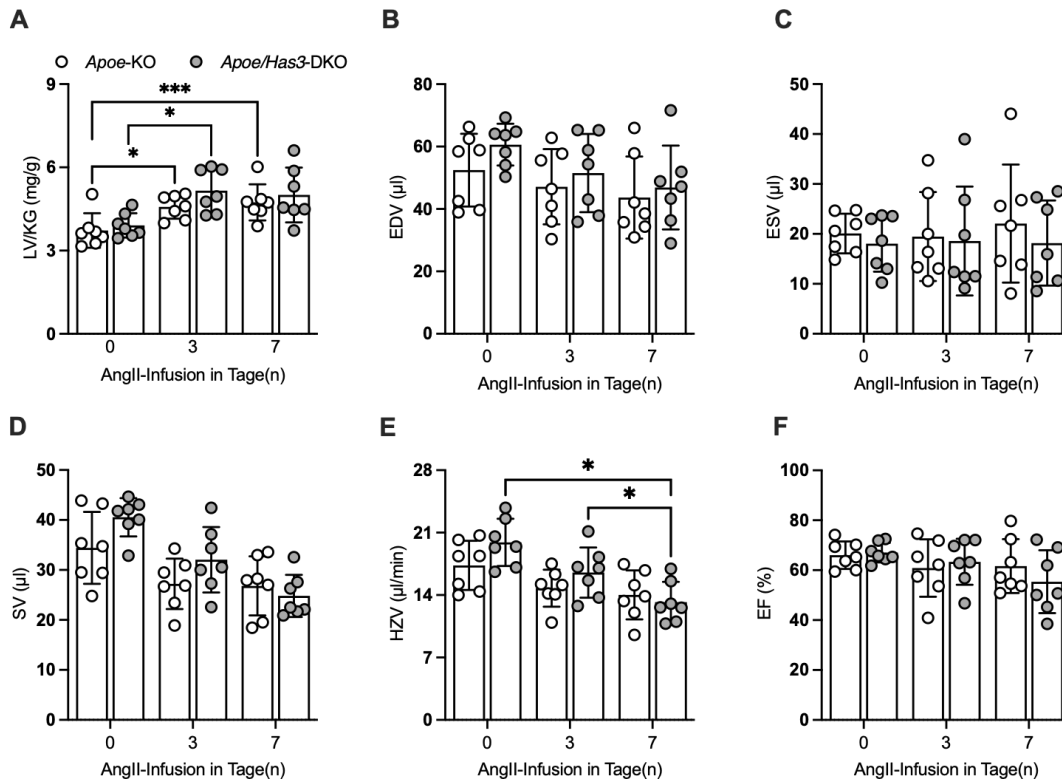 A
B
C
Apoe-KO
Apoe/Has3-DKO
9
6
3
0
LV/KG (mg/g)
***
*
*
0 3 7
AngII-Infusion in Tage(n)
80
60
40
20
0
EDV (µl)
0 3 7
AngII-Infusion in Tage(n)
50
40
30
20
10
0
ESV (µl)
0 3 7
AngII-Infusion in Tage(n)
D
E
F
50
40
30
20
10
0
SV (µl)
0 3 7
AngII-Infusion in Tage(n)
28
21
14
7
0
HZV (µl/min)
*
*
0 3 7
AngII-Infusion in Tage(n)
100
80
60
40
20
0
EF (%)
0 3 7
AngII-Infusion in Tage(n)